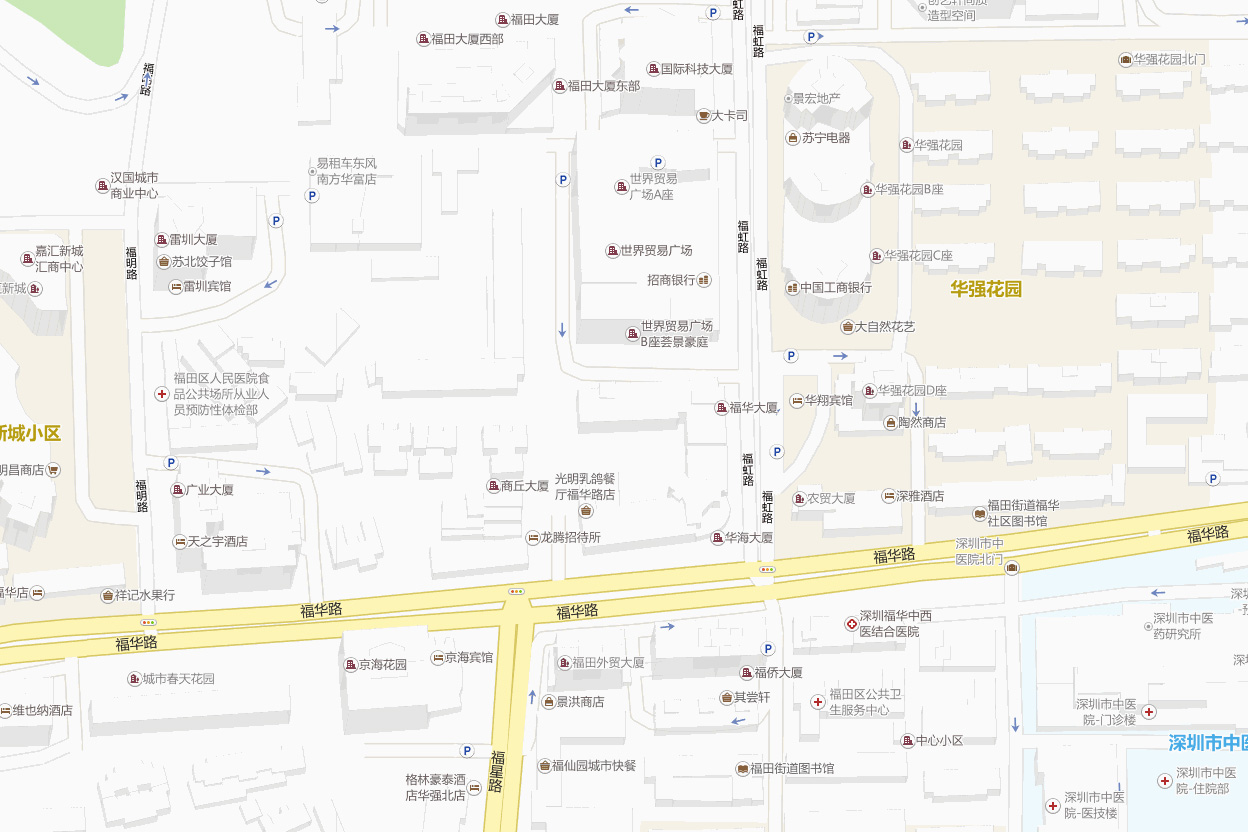 福田大厦
福虹路
创艺轩高质
造型空间
福田大厦西部
福虹路
国际科技大厦
华强花园北门
福明路
福田大厦东部
景宏地产
大卡司
苏宁电器
华强花园
易租车东风
南方华富店
汉国城市
商业中心
世界贸易
广场A座
华强花园B座
雷圳大厦
福虹路
嘉汇新城
汇商中心
福明路
苏北饺子馆
世界贸易广场
华强花园C座
福虹路
汇新城
雷圳宾馆
招商银行
中国工商银行
华强花园
世界贸易广场
B座荟景豪庭
大自然花艺
福田区人民医院食
品公共场所从业人
员预防性体检部
华强花园D座
福华大厦
华翔宾馆
陶然商店
新城小区
明昌商店
福虹路
光明乳鸽餐
厅福华路店
福明路
广业大厦
商丘大厦
福虹路
农贸大厦
深雅酒店
福田街道福华
社区图书馆
天之宇酒店
龙腾招待所
华海大厦
福华路
福华路
深圳市中
医院北门
福华店
祥记水果行
福华路
福华路
深圳福华中西
医结合医院
深圳市中医
药研究所
福华路
京海花园
京海宾馆
福田外贸大厦
福侨大厦
城市春天花园
维也纳酒店
景洪商店
其尝轩
福田区公共卫
生服务中心
深圳市中医
院-门诊楼
中心小区
深圳市中医
福星路
福仙园城市快餐
福田街道图书馆
格林豪泰酒
店华强北店
深圳市中医
院-住院部
深圳市中医
院-医技楼